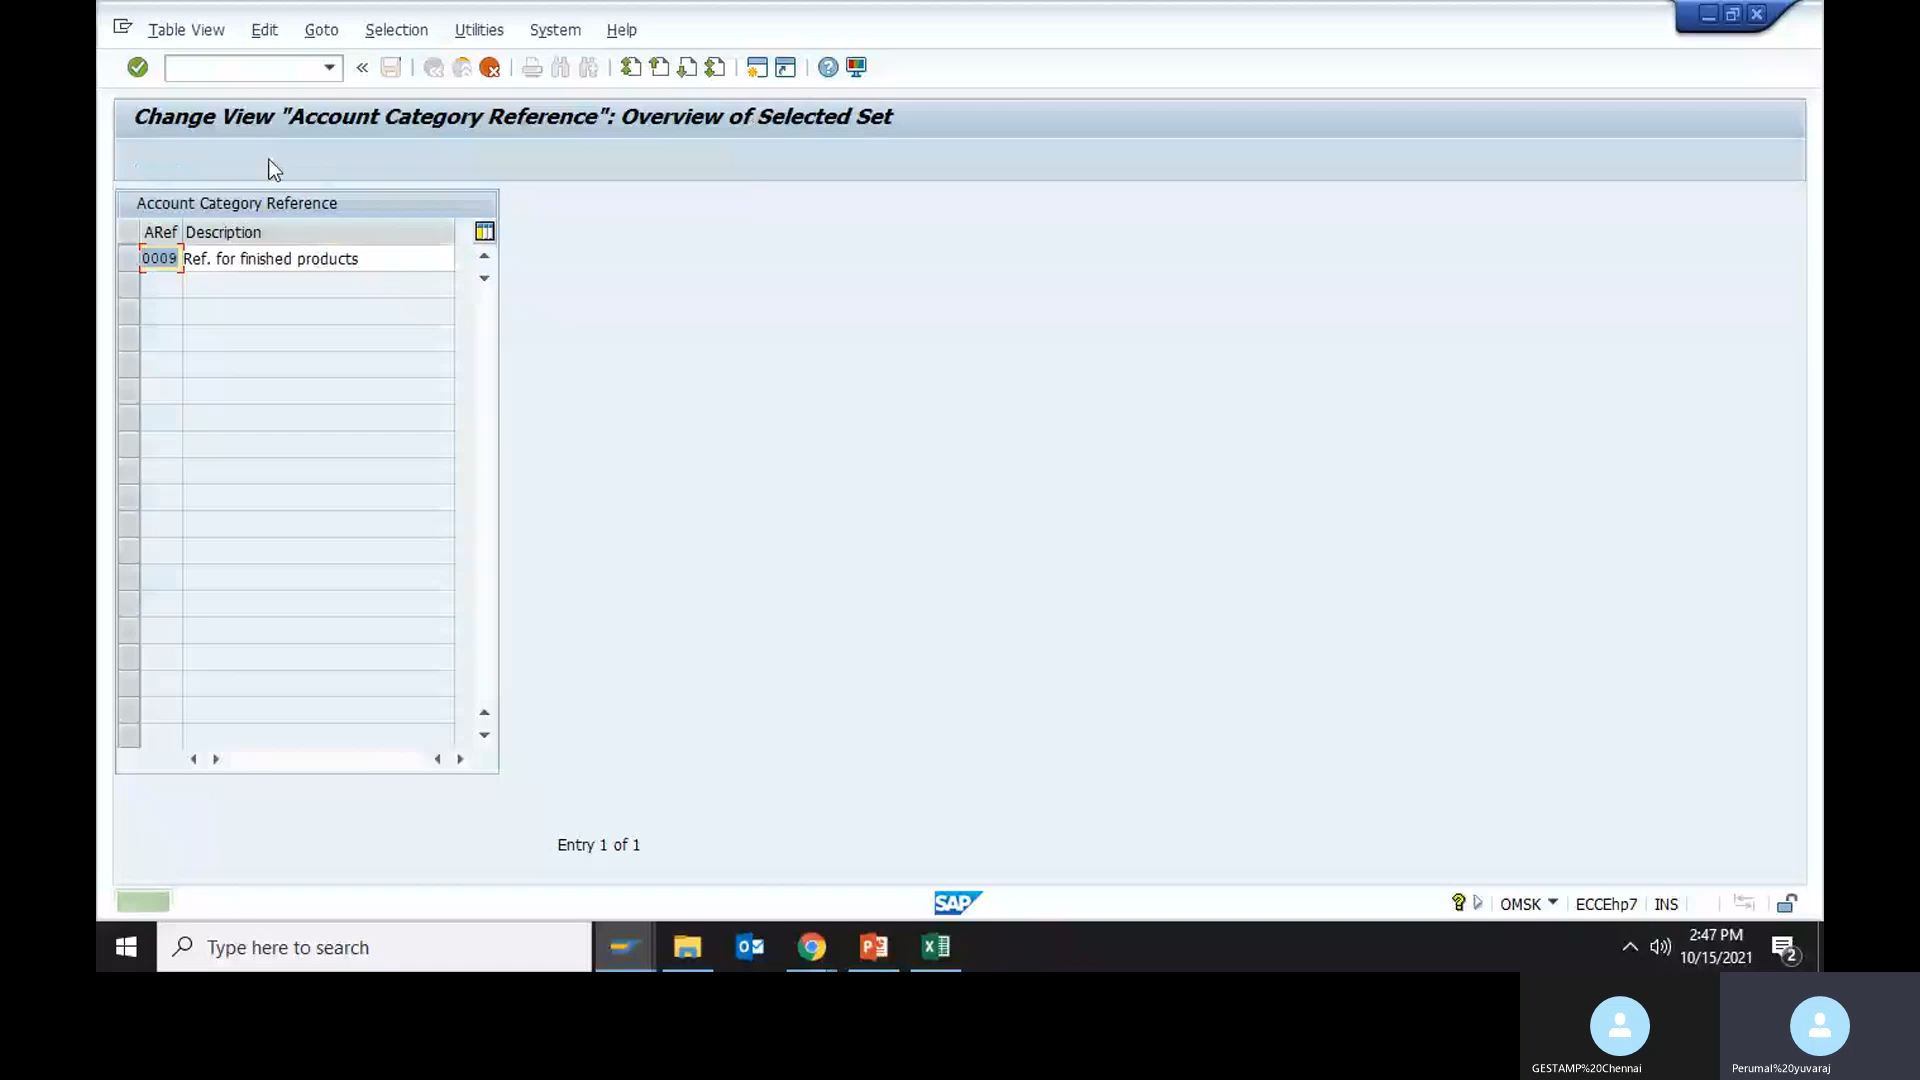 Table View Edit Goto Selection Utilities System Help
Change View "Account Category Reference": Overview of Selected Set
Account Category Reference
ARef Description
0009 Ref. for finished products
Entry 1 of 1
SAP OMSK ECCEhp7 INS
Type here to search
2:47 PM
10/15/2021
2
GESTAMP%20Chennai Perumal%20yuvaraj